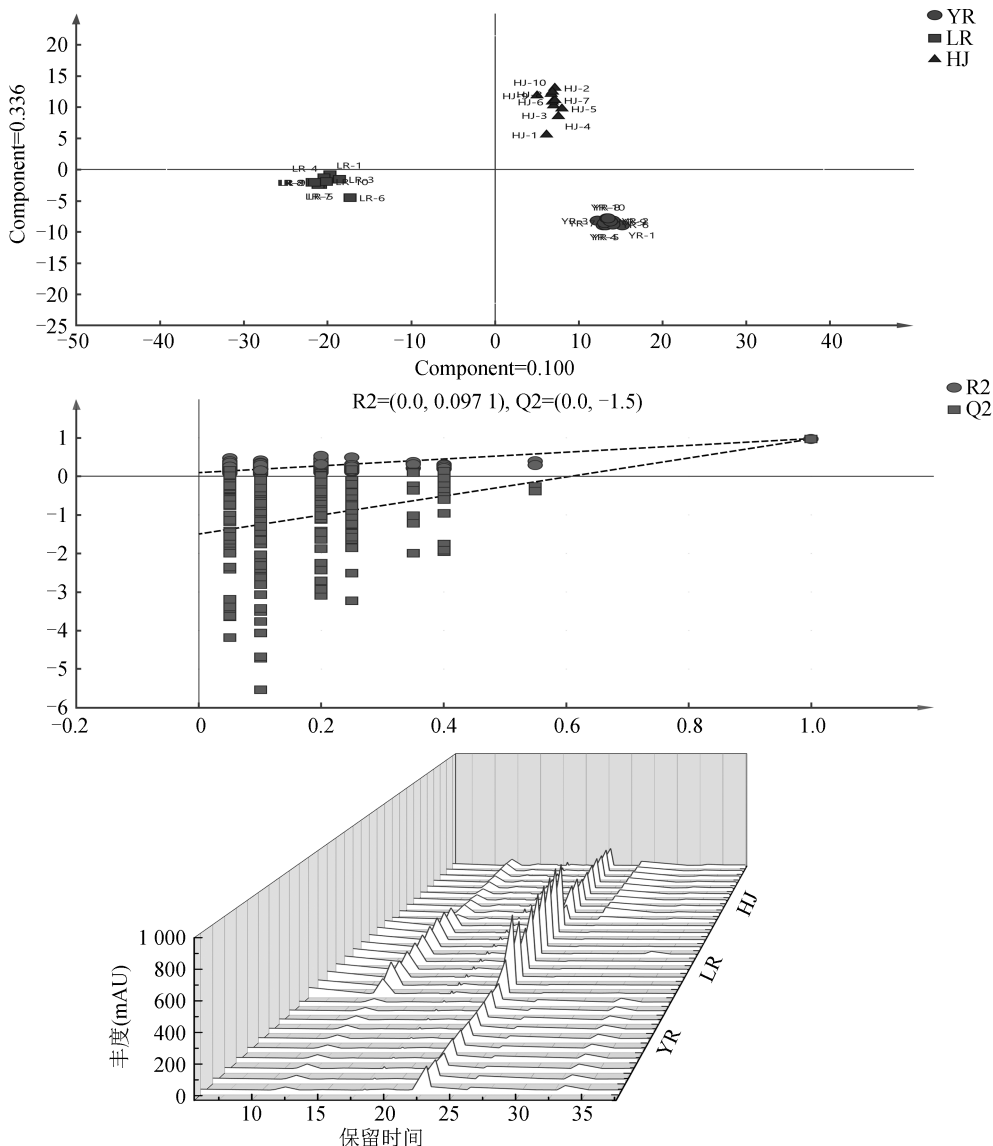 YR
LR
HJ
20
15
10
5
0
−5
−10
−15
−20
−25
Component=0.336
HJ-10
HJ-2
HJ-7
HJ-6
HJ-5
HJ-3
HJ-4
HJ-1
LR-4
LR-1
LR-3
LR-10
LR-6
YR-3
YR-1
−50
−40
−30
−20
−10
0
10
20
30
40
Component=0.100
R2=(0.0, 0.097 1), Q2=(0.0, −1.5)
R2
Q2
1
0
−1
−2
−3
−4
−5
−6
−0.2
0
0.2
0.4
0.6
0.8
1.0
1 000
800
600
400
200
0
丰度(mAU)
10
15
20
25
30
35
保留时间
YR
LR
HJ